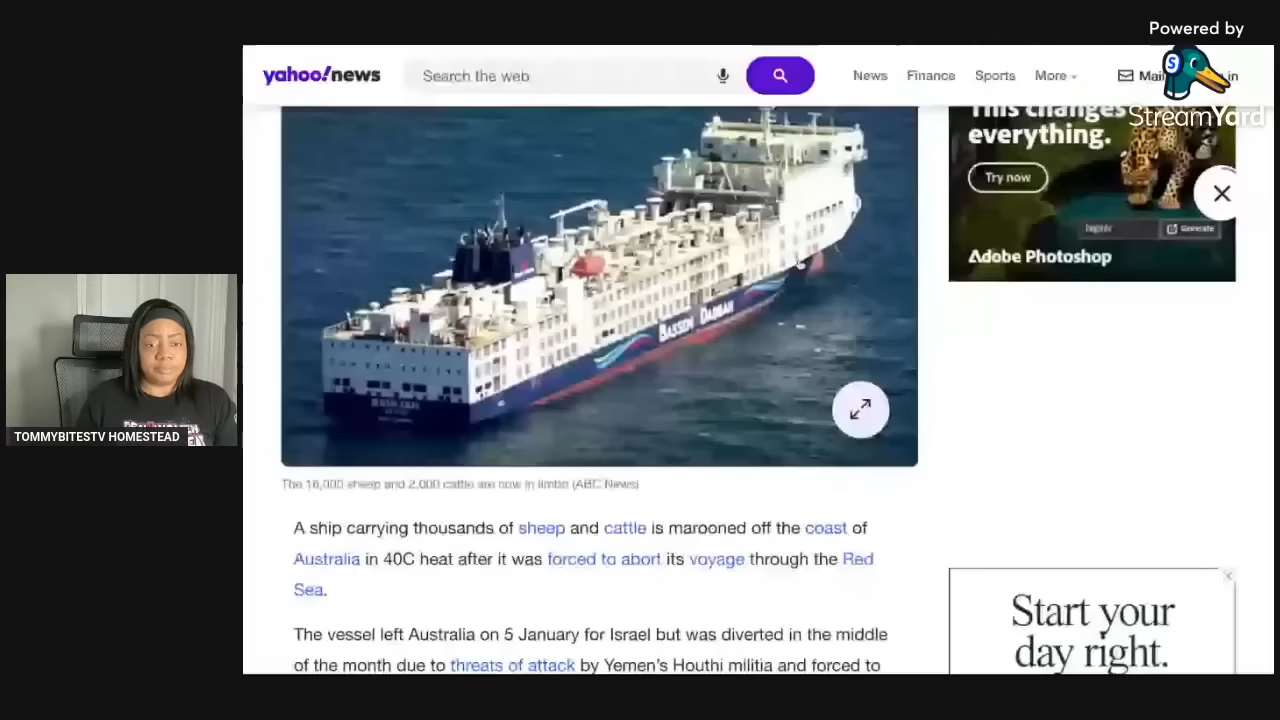 Powered by
StreamYard
yahoo!news
Search the web
News Finance Sports More Mail in
This changes
everything.
Try now
Generate
Adobe Photoshop
BASSEM DABBAH
The 16,000 sheep and 2,000 cattle are now in limbo (ABC News)
A ship carrying thousands of sheep and cattle is marooned off the coast of
Australia in 40C heat after it was forced to abort its voyage through the Red
Sea.
The vessel left Australia on 5 January for Israel but was diverted in the middle
of the month due to threats of attack by Yemen's Houthi militia and forced to
Start your
day right.
TOMMYBITESTV HOMESTEAD